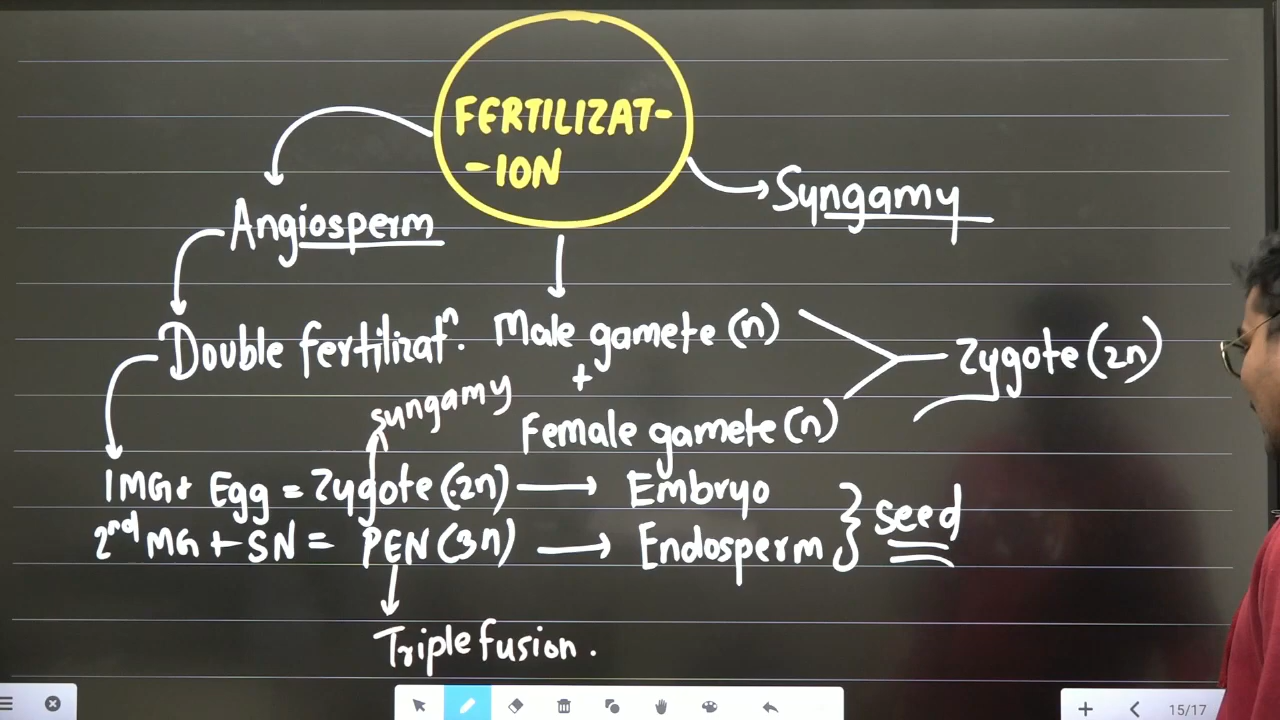 FERTILIZAT-
-ION
Syngamy
Angiosperm
Double fertilizatⁿ.
Male gamete (n)
+
Female gamete (n)
Zygote (2n)
sungamy
1MG+ Egg = Zygote (2n) → Embryo
2nd MG + SN = PEN (3n) → Endosperm } seed
Triple fusion.
15/17